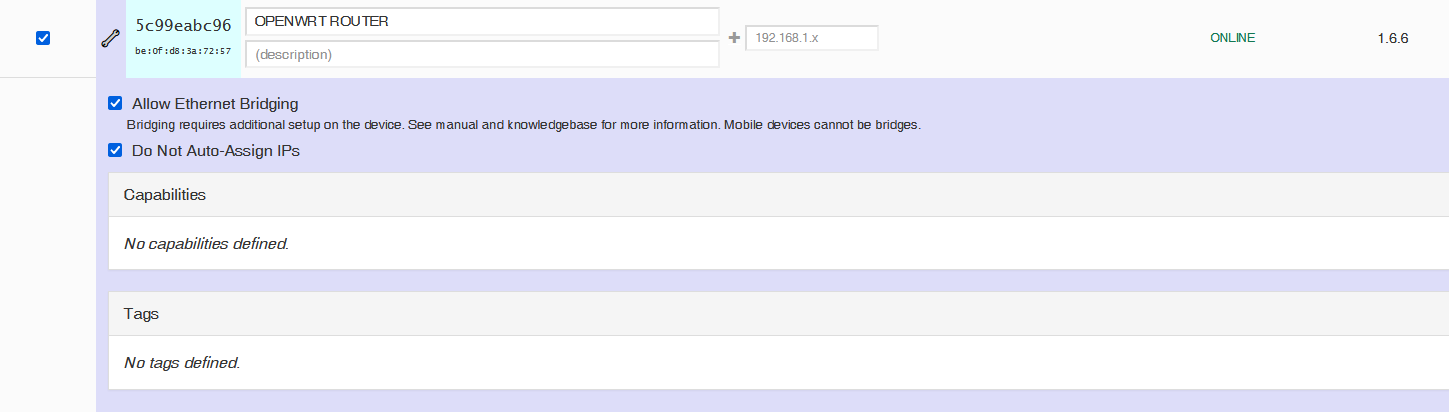 5c99eabc96
be:0f:d8:3a:72:57
OPENWRT ROUTER
(description)
+ 192.168.1.x
ONLINE
1.6.6
Allow Ethernet Bridging
Bridging requires additional setup on the device. See manual and knowledgebase for more information. Mobile devices cannot be bridges.
Do Not Auto-Assign IPs
Capabilities
No capabilities defined.
Tags
No tags defined.